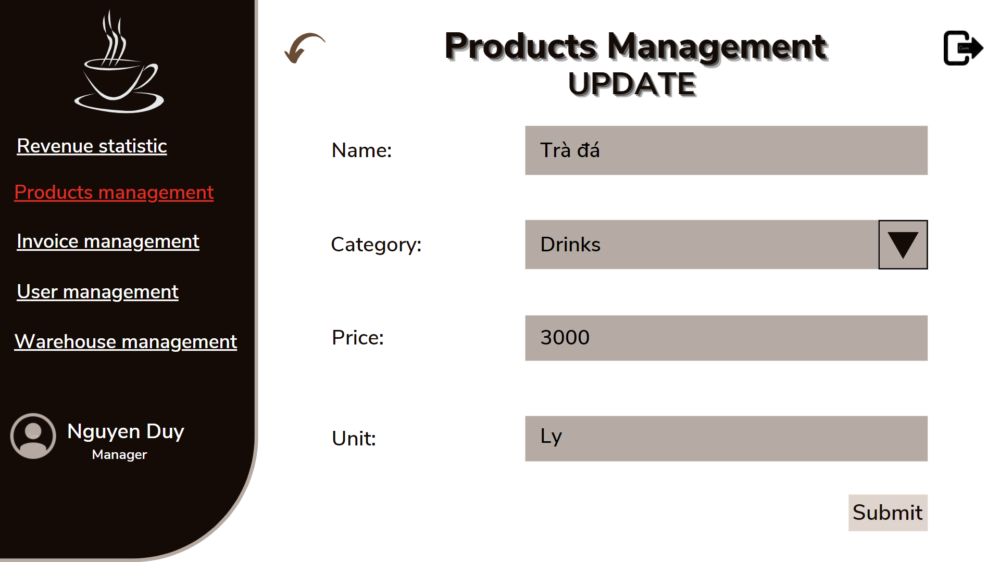 Revenue statistic
Products management
Invoice management
User management
Warehouse management
Nguyen Duy
Manager
Products Management
UPDATE
Name:
Trà đá
Category:
Drinks
Price:
3000
Unit:
Ly
Submit
Canva